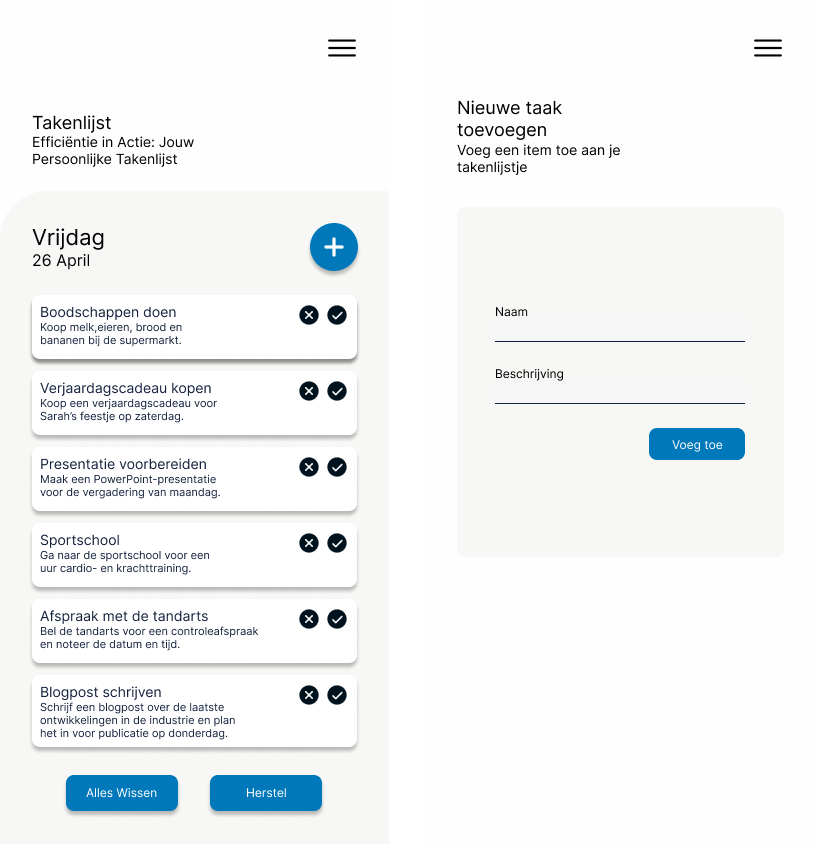 Takenlijst
Efficiëntie in Actie: Jouw
Persoonlijke Takenlijst
Vrijdag
26 April
Boodschappen doen
Koop melk,eieren, brood en
bananen bij de supermarkt.
Verjaardagscadeau kopen
Koop een verjaardagscadeau voor
Sarah’s feestje op zaterdag.
Presentatie voorbereiden
Maak een PowerPoint-presentatie
voor de vergadering van maandag.
Sportschool
Ga naar de sportschool voor een
uur cardio- en krachttraining.
Afspraak met de tandarts
Bel de tandarts voor een controleafspraak
en noteer de datum en tijd.
Blogpost schrijven
Schrijf een blogpost over de laatste
ontwikkelingen in de industrie en plan
het in voor publicatie op donderdag.
Alles Wissen
Herstel
Nieuwe taak
toevoegen
Voeg een item toe aan je
takenlijstje
Naam
Beschrijving
Voeg toe